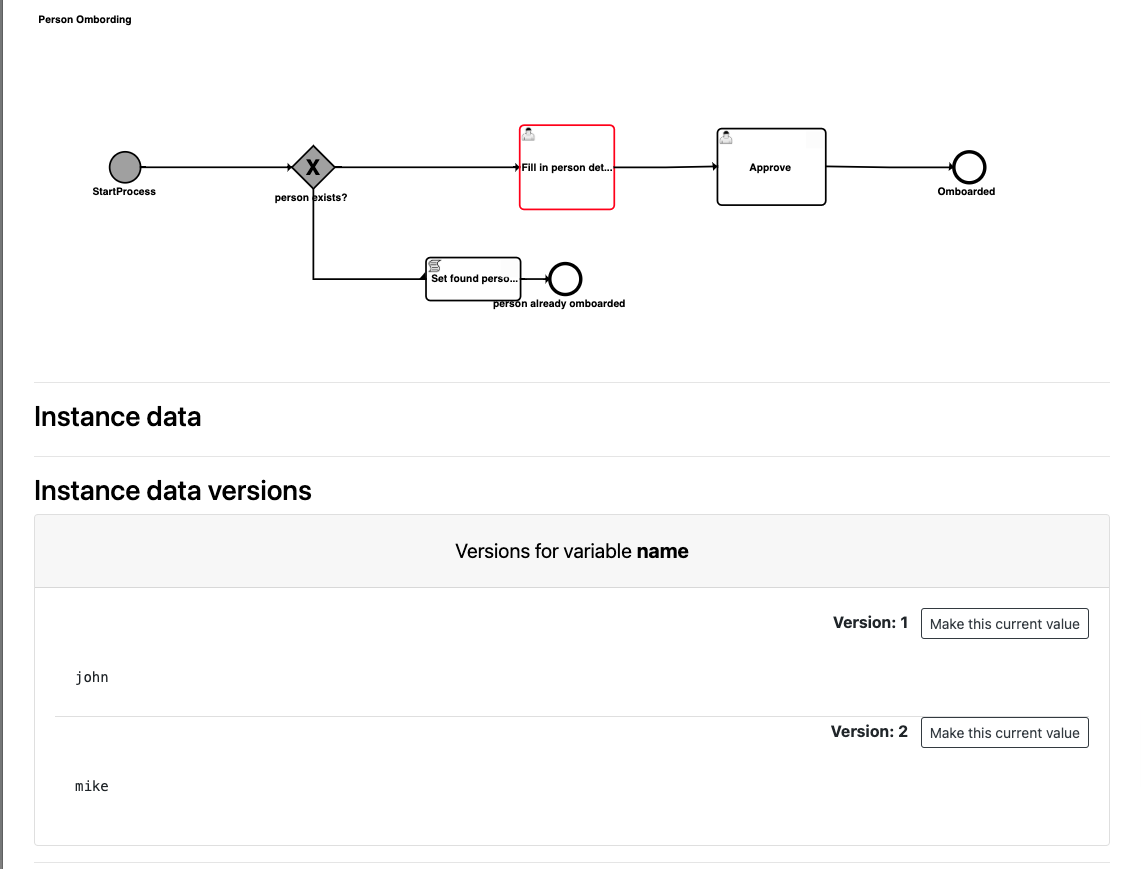 Person Ombording
StartProcess
X
person exists?
Fill in person det...
Approve
Omboarded
Set found perso...
person already omboarded
Instance data
Instance data versions
Versions for variable name
Version: 1 Make this current value
john
Version: 2 Make this current value
mike